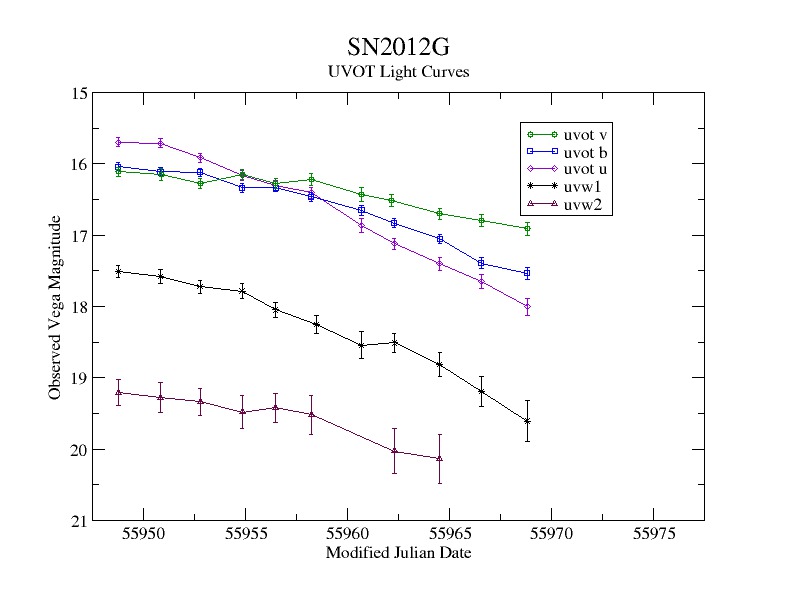 SN2012G
UVOT Light Curves
15
16
17
18
19
20
21
Observed Vega Magnitude
uvot v
uvot b
uvot u
uvw1
uvw2
55950 55955 55960 55965 55970 55975
Modified Julian Date